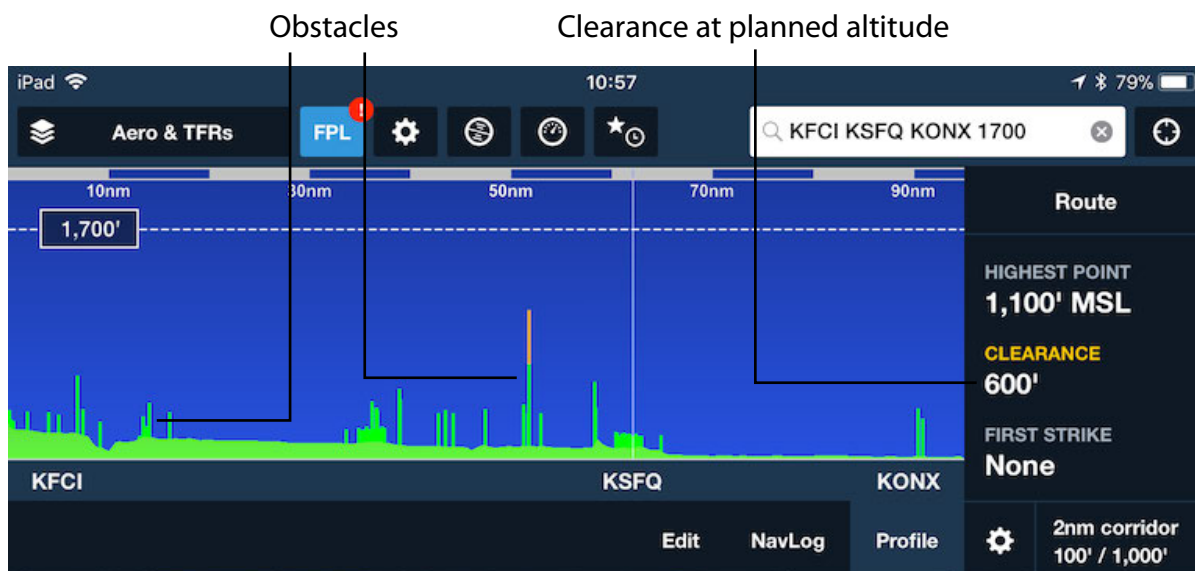 Obstacles
Clearance at planned altitude
iPad
10:57
79%
Aero & TFRs
FPL
!
KFCI KSFQ KONX 1700
10nm
30nm
50nm
70nm
90nm
1,700'
Route
HIGHEST POINT
1,100' MSL
CLEARANCE
600'
FIRST STRIKE
None
KFCI
KSFQ
KONX
Edit
NavLog
Profile
2nm corridor
100' / 1,000'